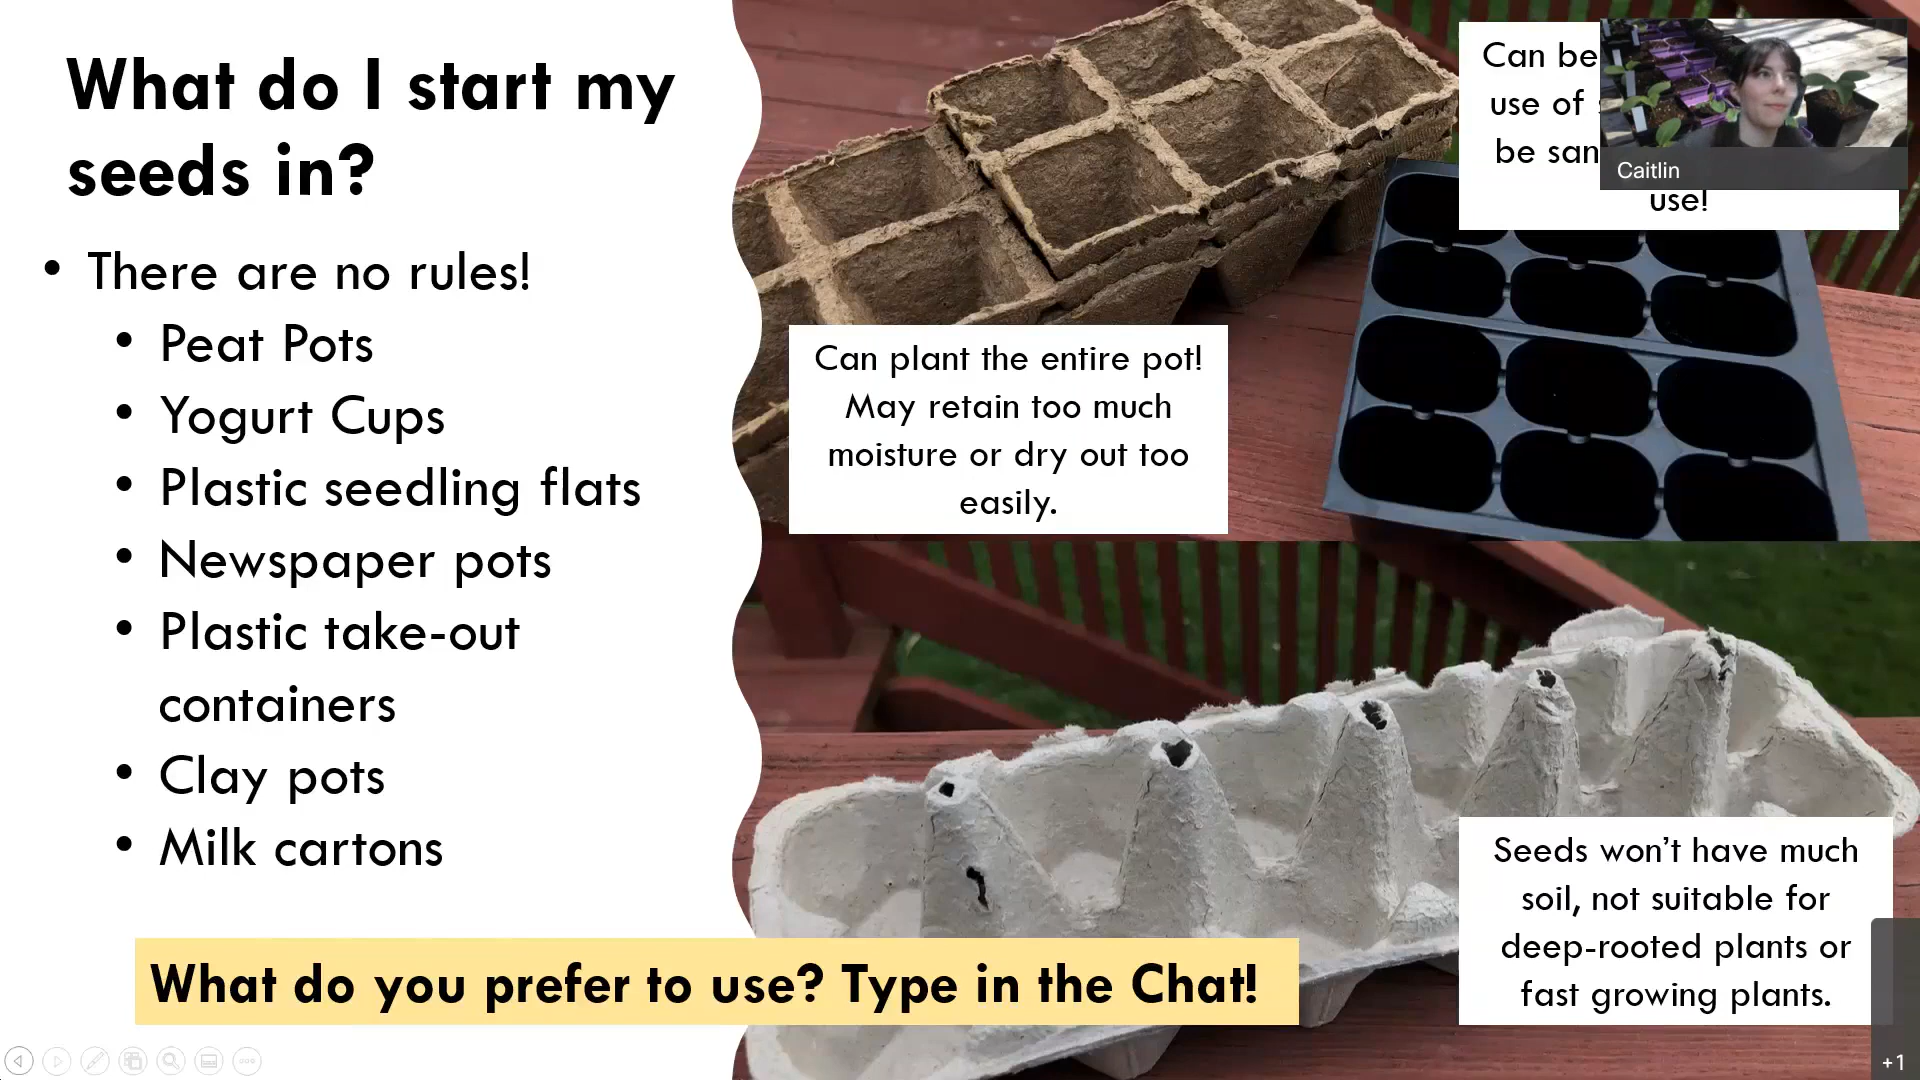 What do I start my
seeds in?
• There are no rules!
• Peat Pots
• Yogurt Cups
• Plastic seedling flats
• Newspaper pots
• Plastic take-out
containers
• Clay pots
• Milk cartons
What do you prefer to use? Type in the Chat!
Can plant the entire pot!
May retain too much
moisture or dry out too
easily.
Can be
use of
be san
use!
Caitlin
Seeds won't have much
soil, not suitable for
deep-rooted plants or
fast growing plants.
+1